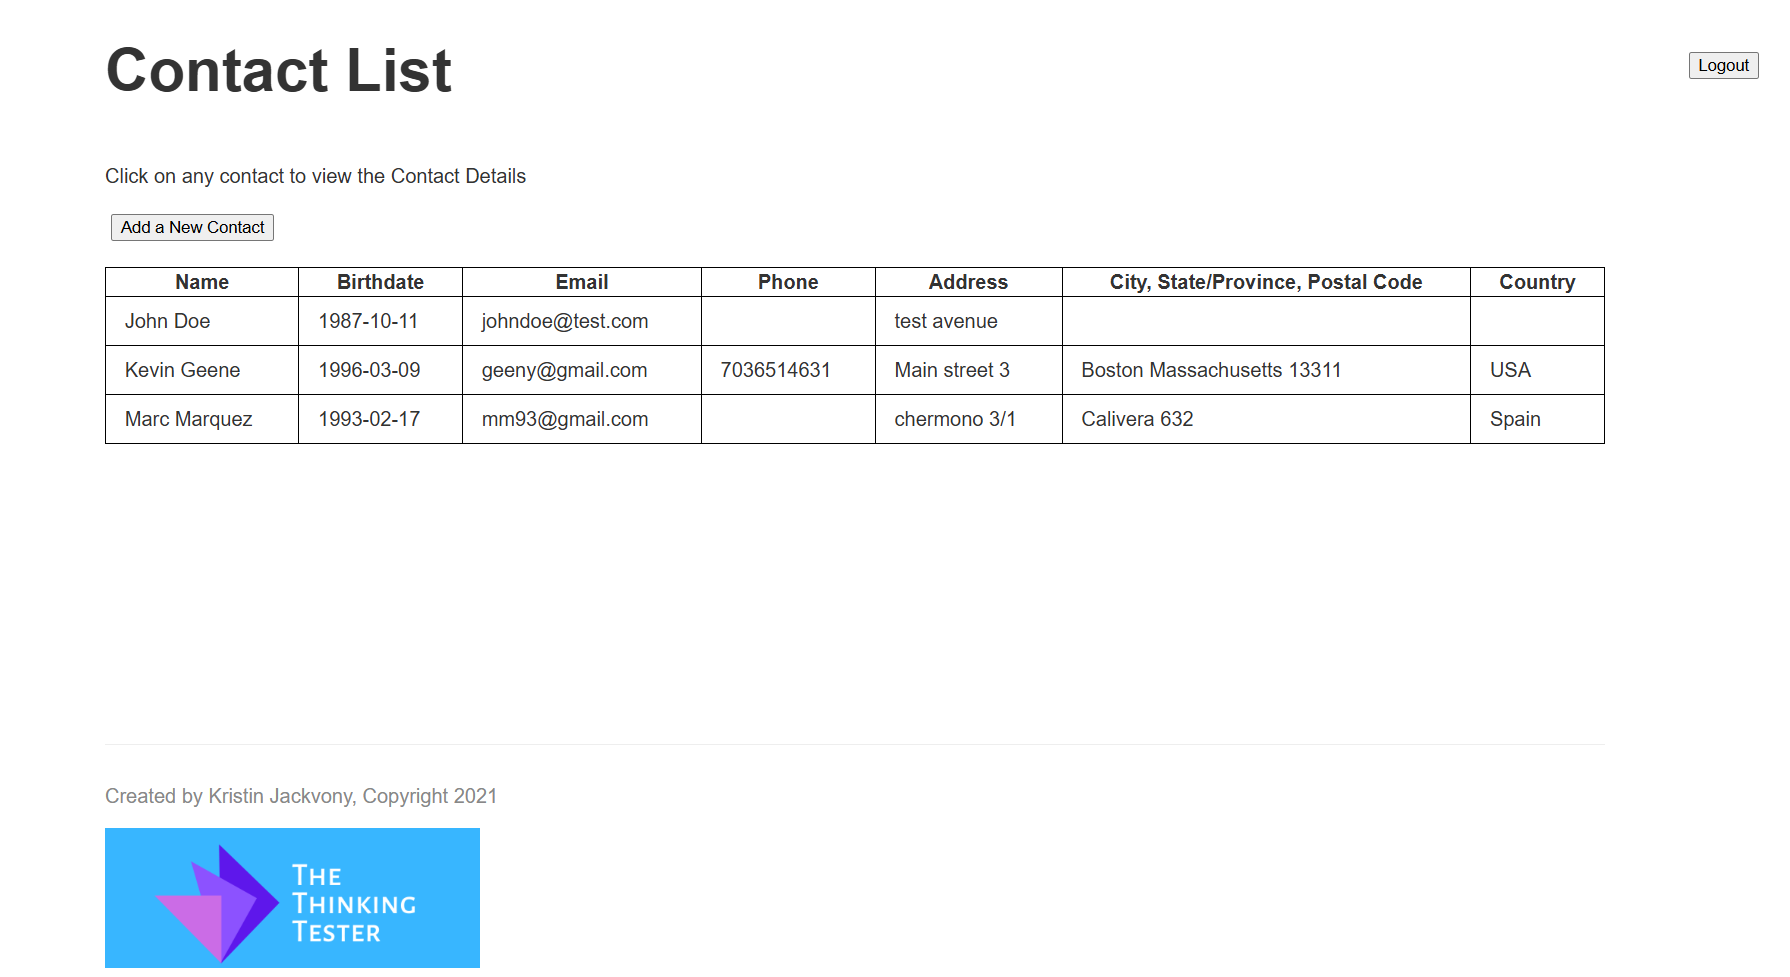 Contact List
Logout
Click on any contact to view the Contact Details
Add a New Contact
Name Birthdate Email Phone Address City, State/Province, Postal Code Country
John Doe 1987-10-11 johndoe@test.com test avenue
Kevin Geene 1996-03-09 geeny@gmail.com 7036514631 Main street 3 Boston Massachusetts 13311 USA
Marc Marquez 1993-02-17 mm93@gmail.com chermono 3/1 Calivera 632 Spain
Created by Kristin Jackvony, Copyright 2021
THE
THINKING
TESTER